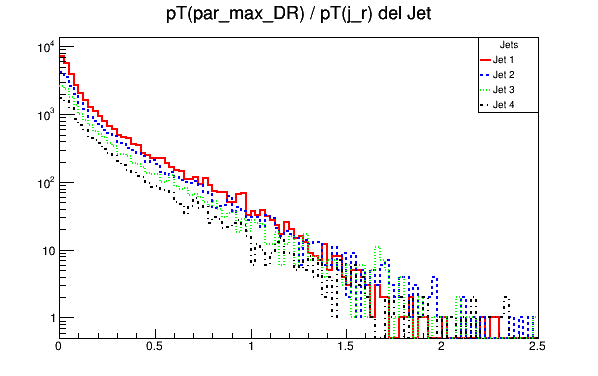 pT(par_max_DR) / pT(j_r) del Jet
Jets
Jet 1
Jet 2
Jet 3
Jet 4
10^4
10^3
10^2
10
1
0 0.5 1 1.5 2 2.5